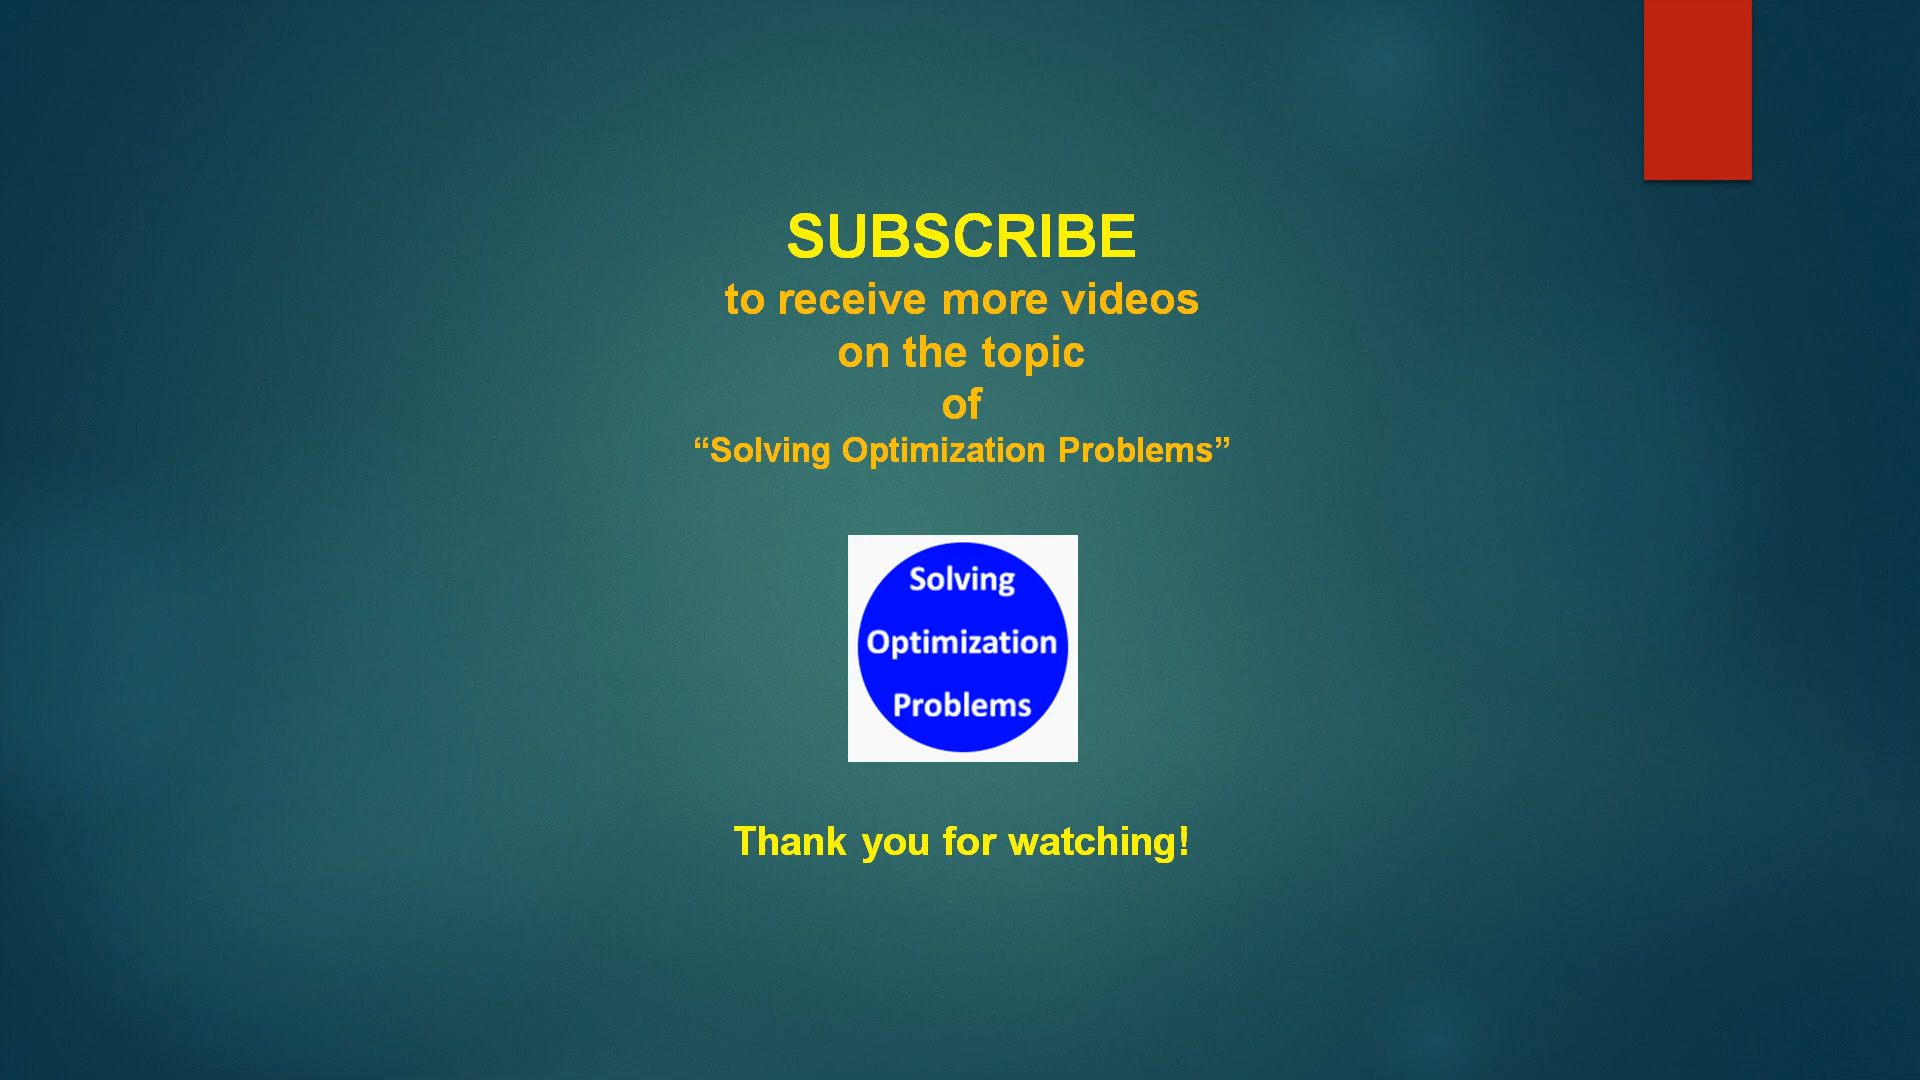 SUBSCRIBE
to receive more videos
on the topic
of
“Solving Optimization Problems”
Solving
Optimization
Problems
Thank you for watching!